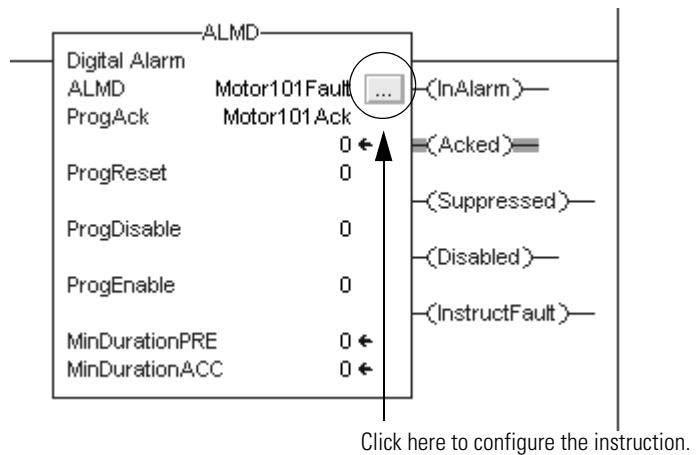 ALMD
Digital Alarm
ALMD Motor101Fault ... (InAlarm)
ProgAck Motor101Ack
0 (Acked)
ProgReset 0
(Suppressed)
ProgDisable 0
(Disabled)
ProgEnable 0
(InstructFault)
MinDurationPRE 0
MinDurationACC 0
Click here to configure the instruction.